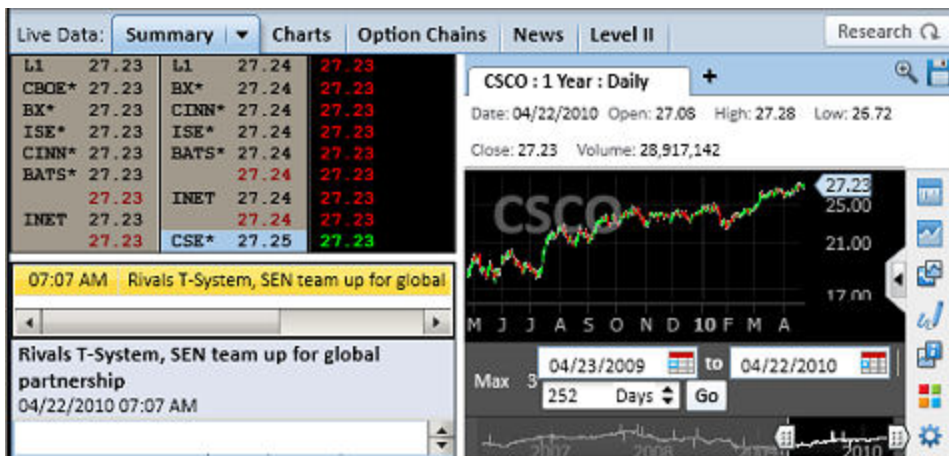 Live Data: Summary Charts Option Chains News Level II Research
L1 27.23 L1 27.24 27.23
CBOE* 27.23 BX* 27.24 27.23
BX* 27.23 CINN* 27.24 27.23
ISE* 27.23 ISE* 27.24 27.23
CINN* 27.23 BATS* 27.24 27.23
BATS* 27.23 27.24 27.23
27.23 INET 27.24 27.23
INET 27.23 27.24 27.23
27.23 CSE* 27.25 27.23
07:07 AM Rivals T-System, SEN team up for global
Rivals T-System, SEN team up for global
partnership
04/22/2010 07:07 AM
CSCO : 1 Year : Daily +
Date: 04/22/2010 Open: 27.08 High: 27.28 Low: 26.72
Close: 27.23 Volume: 28,917,142
CSCO
27.23
25.00
21.00
17.00
M J J A S O N D 10 F M A
Max 3 04/23/2009 to 04/22/2010
252 Days Go
2007 2008 2009 2010